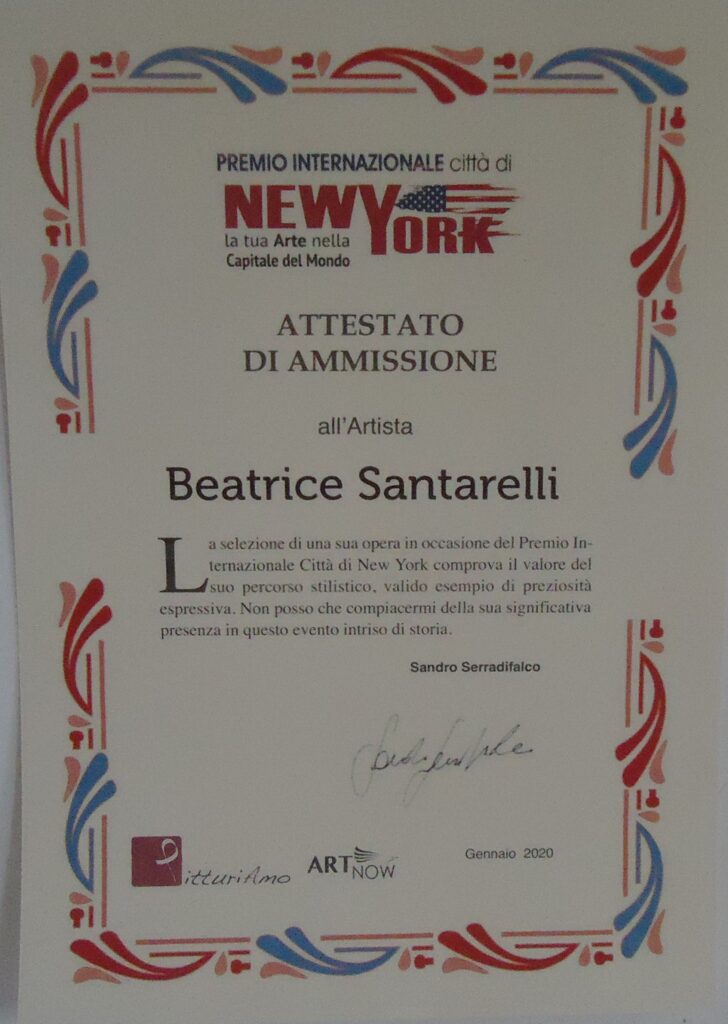 PREMIO INTERNAZIONALE città di
NEW YORK
la tua Arte nella
Capitale del Mondo
ATTESTATO
DI AMMISSIONE
all'Artista
Beatrice Santarelli
La selezione di una sua opera in occasione del Premio In-
ternazionale Città di New York comprova il valore del
suo percorso stilistico, valido esempio di preziosità
espressiva. Non posso che compiacermi della sua significativa
presenza in questo evento intriso di storia.
Sandro Serradifalco
PitturiAmo
ART NOW
Gennaio 2020